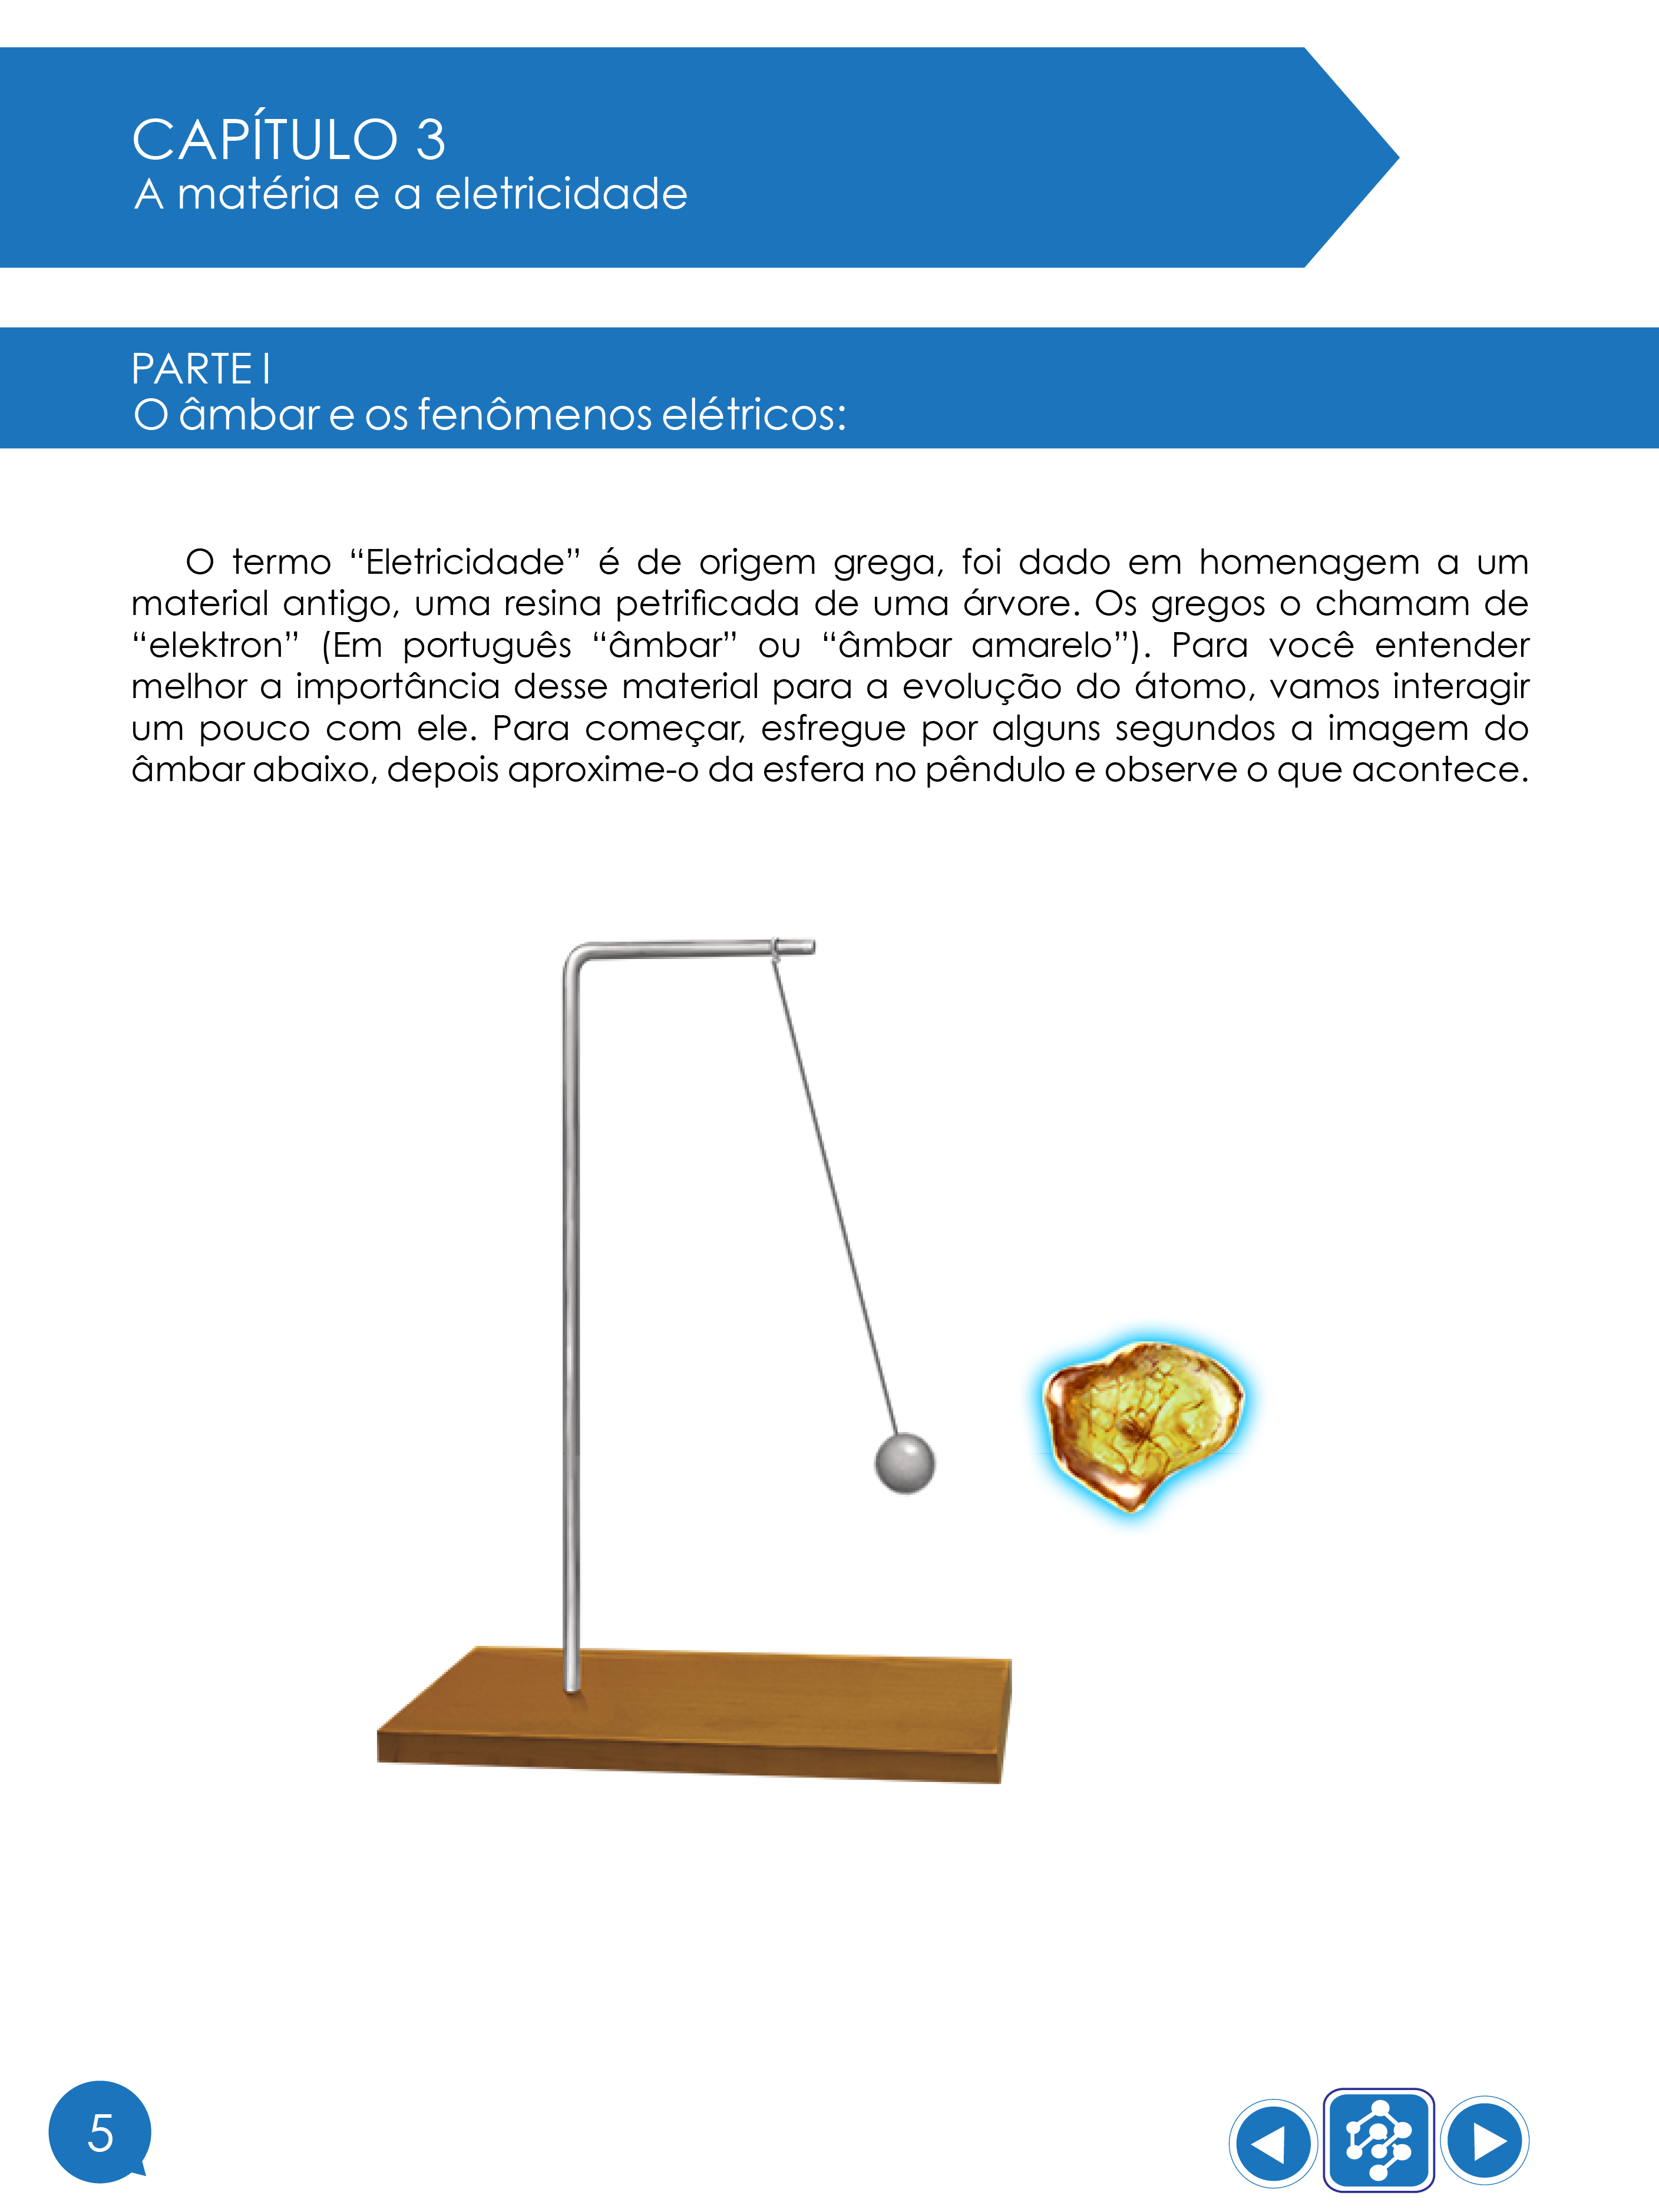 CAPÍTULO 3
A matéria e a eletricidade
PARTE I
O âmbar e os fenômenos elétricos:
O termo “Eletricidade” é de origem grega, foi dado em homenagem a um
material antigo, uma resina petrificada de uma árvore. Os gregos o chamam de
“elektron” (Em português “âmbar” ou “âmbar amarelo”). Para você entender
melhor a importância desse material para a evolução do átomo, vamos interagir
um pouco com ele. Para começar, esfregue por alguns segundos a imagem do
âmbar abaixo, depois aproxime-o da esfera no pêndulo e observe o que acontece.
5